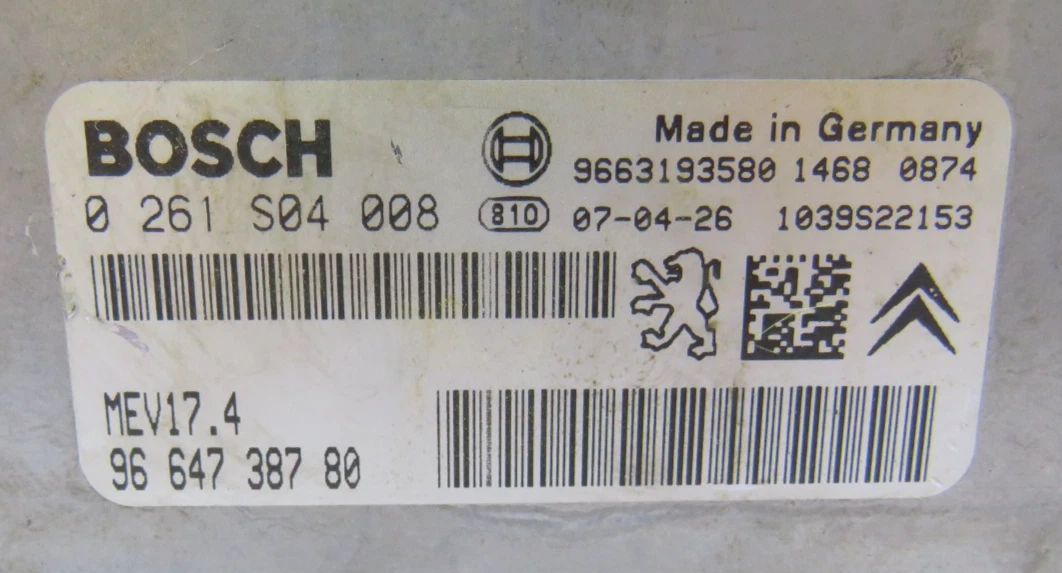 BOSCH
Made in Germany
9663193580 1468 0874
0 261 S04 008
810 07-04-26 1039S22153
MEV17.4
96 647 387 80